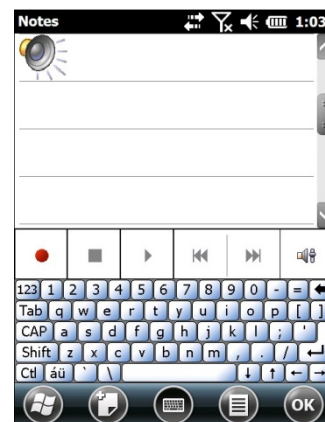 Notes 1:03
123 1 2 3 4 5 6 7 8 9 0 - =
Tab q w e r t y u i o p [ ]
CAP a s d f g h j k l ; '
Shift z x c v b n m , . /
Ctl áü ` \
OK